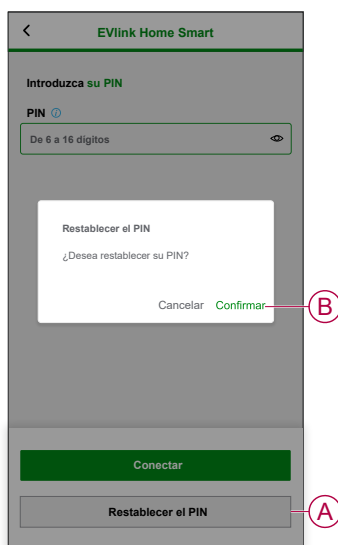 EVlink Home Smart
Introduzca su PIN
PIN
De 6 a 16 dígitos
Restablecer el PIN
¿Desea restablecer su PIN?
Cancelar Confirmar
B
Conectar
Restablecer el PIN
A